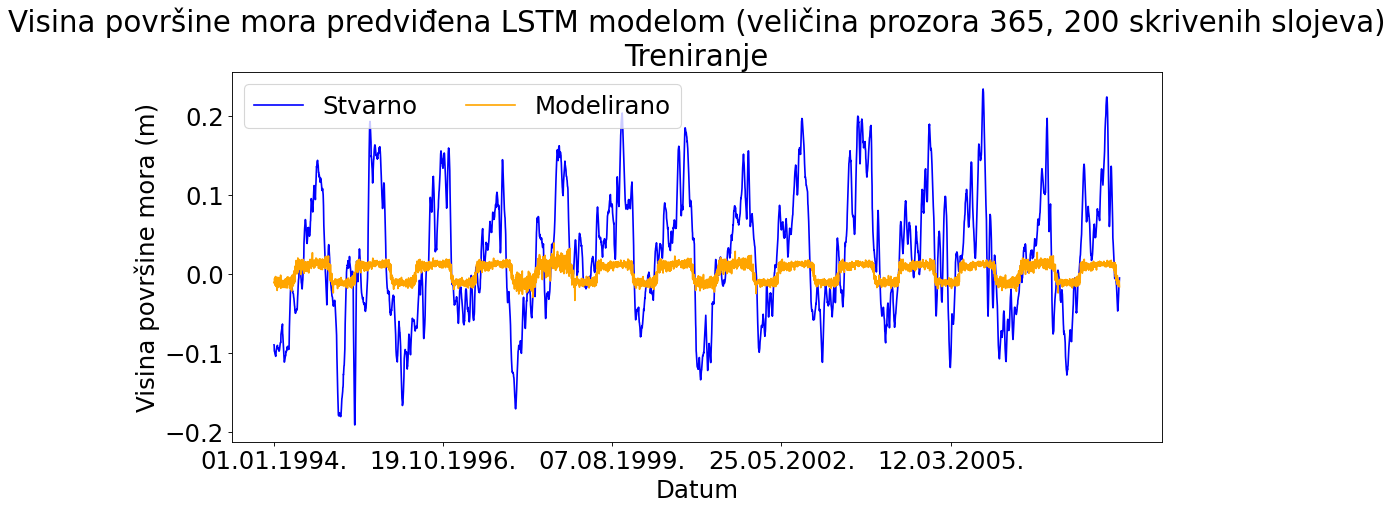 Visina površine mora predviđena LSTM modelom (veličina prozora 365, 200 skrivenih slojeva)
Treniranje
Stvarno
Modelirano
Visina površine mora (m)
0.2
0.1
0.0
−0.1
−0.2
01.01.1994.
19.10.1996.
07.08.1999.
25.05.2002.
12.03.2005.
Datum